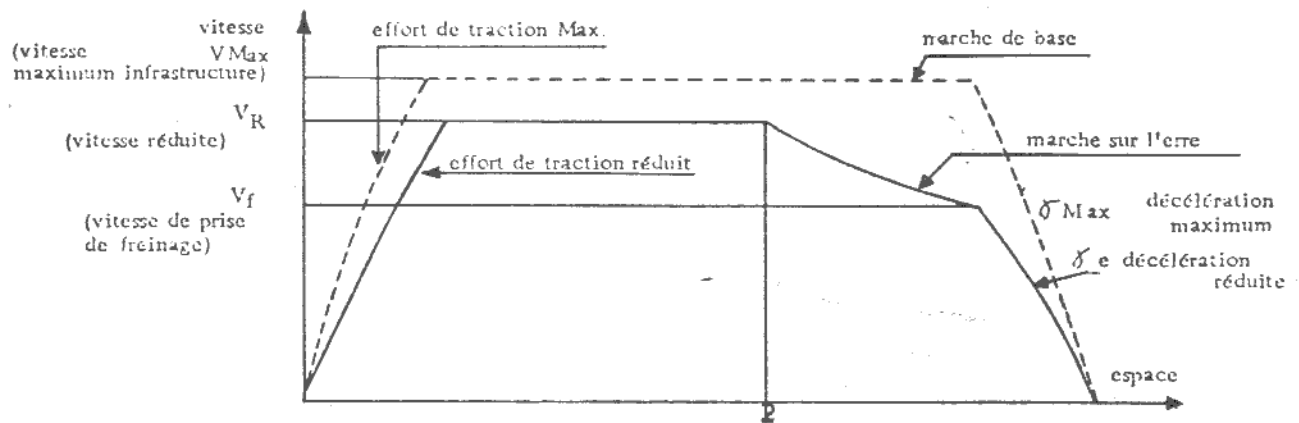 vitesse
VMax
(vitesse
maximum infrastructure)
effort de traction Max.
marche de base
V_R
(vitesse réduite)
effort de traction réduit
marche sur l'erre
V_f
(vitesse de prise
de freinage)
γ Max
décélération
maximum
γ e décélération
réduite
espace
P